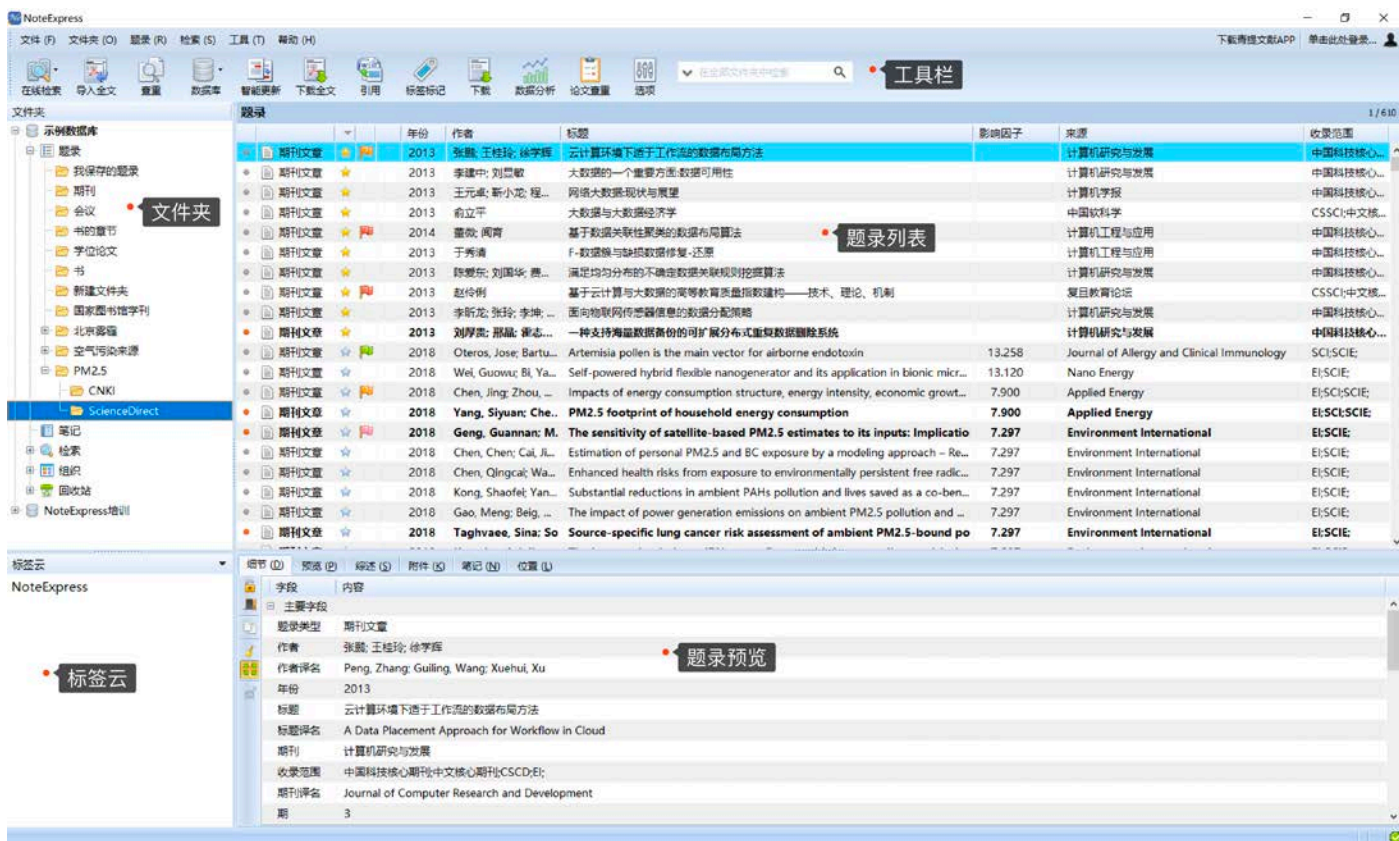 NoteExpress
文件 (F) 文件夹 (O) 题录 (R) 检索 (S) 工具 (T) 帮助 (H) 下载青提文献APP 单击此处登录...
在线检索 导入全文 查重 数据库 智能更新 下载全文 引用 标签标记 下载 数据分析 论文查重 选项 在全部文件夹中检索 工具栏
文件夹 题录 1/610
示例数据库 年份 作者 标题 影响因子 来源 收录范围
题录 期刊文章 2013 张鹏; 王桂玲; 徐学辉 云计算环境下适于工作流的数据布局方法 计算机研究与发展 中国科技核心...
我保存的题录 期刊文章 2013 李建中; 刘显敏 大数据的一个重要方面:数据可用性 计算机研究与发展 中国科技核心...
期刊 期刊文章 2013 王元卓; 靳小龙; 程... 网络大数据:现状与展望 计算机学报 中国科技核心...
会议 文件夹 期刊文章 2013 俞立平 大数据与大数据经济学 中国软科学 CSSCI;中文核...
书的章节 期刊文章 2014 董微; 闻育 基于数据关联性聚类的数据布局算法 题录列表 计算机工程与应用 中国科技核心...
学位论文 期刊文章 2013 于秀清 F-数据簇与缺损数据修复-还原 计算机工程与应用 中国科技核心...
书 期刊文章 2013 陈爱东; 刘国华; 费... 满足均匀分布的不确定数据关联规则挖掘算法 计算机研究与发展 中国科技核心...
新建文件夹 期刊文章 2013 赵伶俐 基于云计算与大数据的高等教育质量指数建构——技术、理论、机制 复旦教育论坛 CSSCI;中文核...
国家图书馆学刊 期刊文章 2013 李昕龙; 张玲; 李坤; ... 面向物联网传感器信息的数据分配策略 计算机研究与发展 中国科技核心...
北京雾霾 期刊文章 2013 刘厚贵; 邢晶; 霍志... 一种支持海量数据备份的可扩展分布式重复数据删除系统 计算机研究与发展 中国科技核心...
空气污染来源 期刊文章 2018 Oteros, Jose; Bartu... Artemisia pollen is the main vector for airborne endotoxin 13.258 Journal of Allergy and Clinical Immunology SCI;SCIE;
PM2.5 期刊文章 2018 Wei, Guowu; Bi, Ya... Self-powered hybrid flexible nanogenerator and its application in bionic micr... 13.120 Nano Energy EI;SCIE;
CNKI 期刊文章 2018 Chen, Jing; Zhou, ... Impacts of energy consumption structure, energy intensity, economic growt... 7.900 Applied Energy EI;SCI;SCIE;
ScienceDirect 期刊文章 2018 Yang, Siyuan; Che.. PM2.5 footprint of household energy consumption 7.900 Applied Energy EI;SCI;SCIE;
笔记 期刊文章 2018 Geng, Guannan; M. The sensitivity of satellite-based PM2.5 estimates to its inputs: Implicatio 7.297 Environment International EI;SCIE;
检索 期刊文章 2018 Chen, Chen; Cai, Ji... Estimation of personal PM2.5 and BC exposure by a modeling approach – Re... 7.297 Environment International EI;SCIE;
组织 期刊文章 2018 Chen, Qingcai; Wa... Enhanced health risks from exposure to environmentally persistent free radic... 7.297 Environment International EI;SCIE;
回收站 期刊文章 2018 Kong, Shaofei; Yan... Substantial reductions in ambient PAHs pollution and lives saved as a co-ben... 7.297 Environment International EI;SCIE;
NoteExpress培训 期刊文章 2018 Gao, Meng; Beig, ... The impact of power generation emissions on ambient PM2.5 pollution and ... 7.297 Environment International EI;SCIE;
期刊文章 2018 Taghvaee, Sina; So Source-specific lung cancer risk assessment of ambient PM2.5-bound po 7.297 Environment International EI;SCIE;
标签云 细节 (D) 预览 (P) 综述 (S) 附件 (K) 笔记 (N) 位置 (L)
NoteExpress 字段 内容
主要字段
题录类型 期刊文章
作者 张鹏; 王桂玲; 徐学辉
题录预览
作者译名 Peng, Zhang; Guiling, Wang; Xuehui, Xu
标签云
年份 2013
标题 云计算环境下适于工作流的数据布局方法
标题译名 A Data Placement Approach for Workflow in Cloud
期刊 计算机研究与发展
收录范围 中国科技核心期刊;中文核心期刊;CSCD;EI;
期刊译名 Journal of Computer Research and Development
期 3